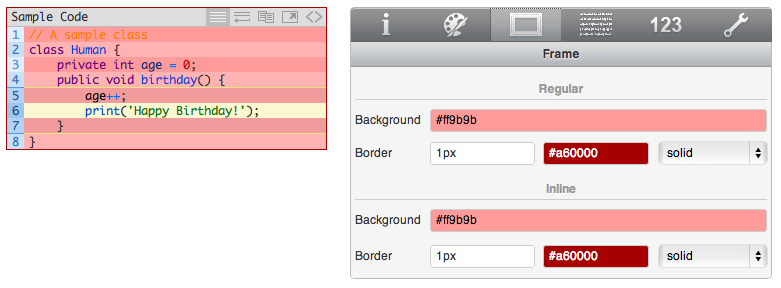 Sample Code
1 // A sample class
2 class Human {
3 private int age = 0;
4 public void birthday() {
5 age++;
6 print('Happy Birthday!');
7 }
8 }
i 123
Frame
Regular
Background #ff9b9b
Border 1px #a60000 solid
Inline
Background #ff9b9b
Border 1px #a60000 solid